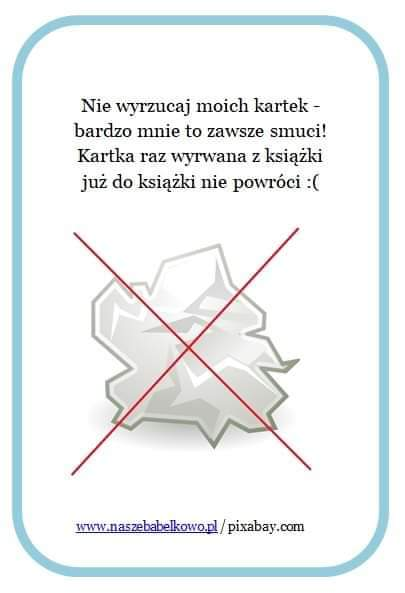 Nie wyrzucaj moich kartek -
bardzo mnie to zawsze smuci!
Kartka raz wyrwana z książki
już do książki nie powróci :(
www.naszebabelkowo.pl/pixabay.com